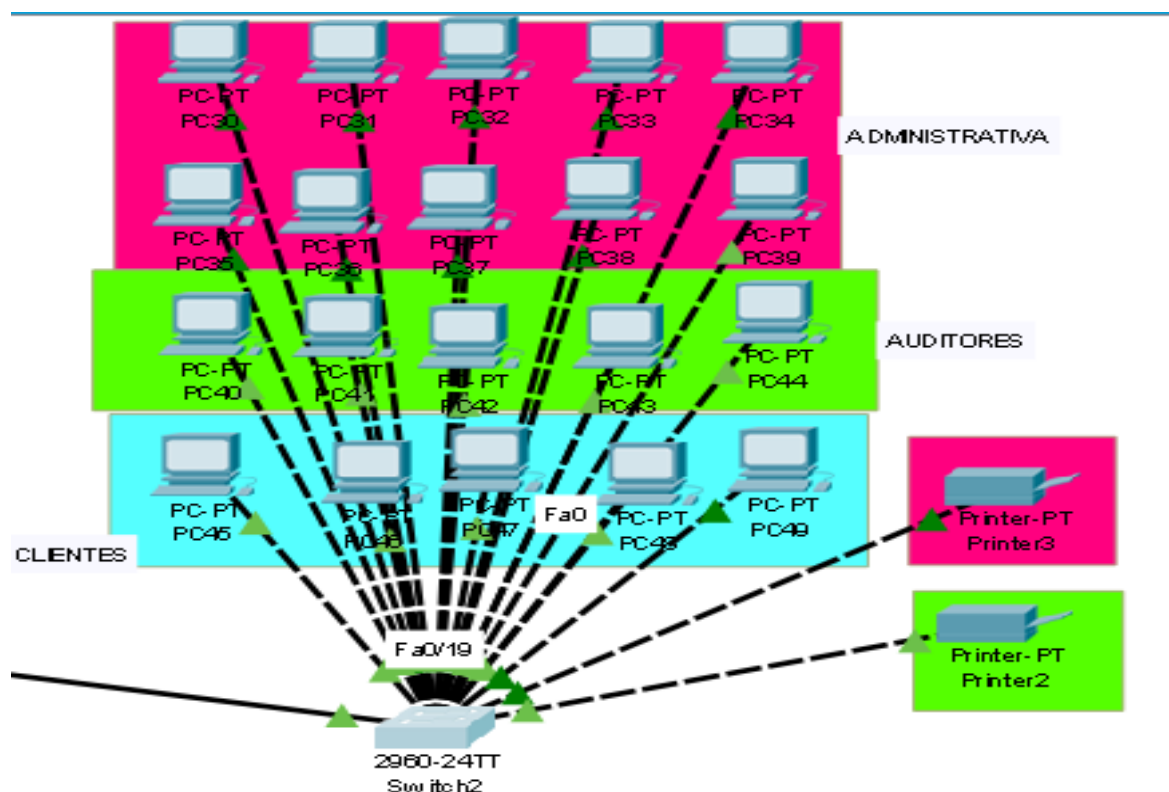 PC-PT
PC30
PC-PT
PC31
PC-PT
PC32
PC-PT
PC33
PC-PT
PC34
ADMINISTRATIVA
PC-PT
PC35
PC-PT
PC36
PC-PT
PC37
PC-PT
PC38
PC-PT
PC39
PC-PT
PC40
PC-PT
PC41
PC-PT
PC42
PC-PT
PC43
PC-PT
PC44
AUDITORES
PC-PT
PC45
PC-PT
PC46
PC-PT
PC47
Fa0
PC-PT
PC48
PC-PT
PC49
CLIENTES
Printer-PT
Printer3
Fa0/19
Printer-PT
Printer2
2960-24TT
Switch2